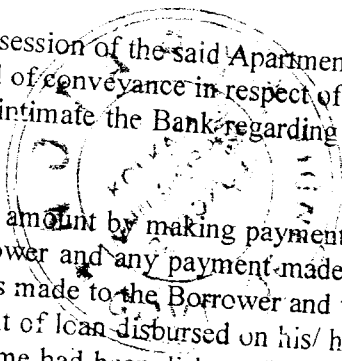 session of the said Apartmen
of conveyance in respect of
intimate the Bank regarding
amount by making payment
ower and any payment made
s made to the Borrower and
t of loan disbursed on his/ h
me had been